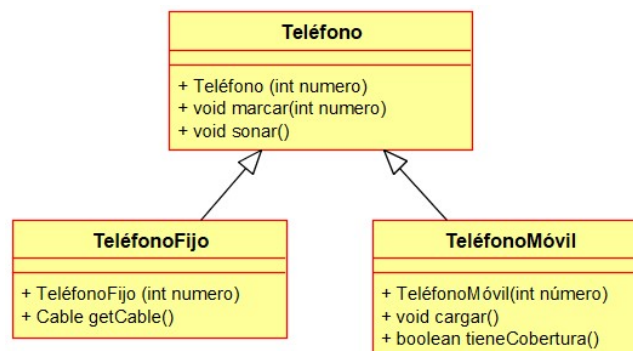 Teléfono
+ Teléfono (int numero)
+ void marcar(int numero)
+ void sonar()
TeléfonoFijo
+ TeléfonoFijo (int numero)
+ Cable getCable()
TeléfonoMóvil
+ TeléfonoMóvil(int número)
+ void cargar()
+ boolean tieneCobertura()